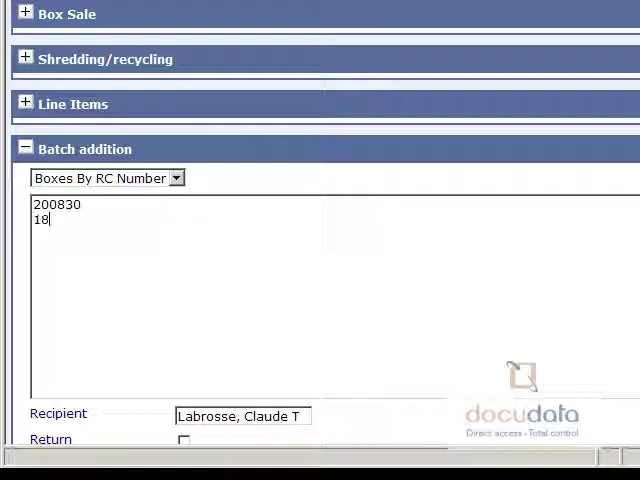 Box Sale
Shredding/recycling
Line Items
Batch addition
Boxes By RC Number
200830
18
Recipient
Labrosse, Claude T
Return
docudata
Direct access - Total control